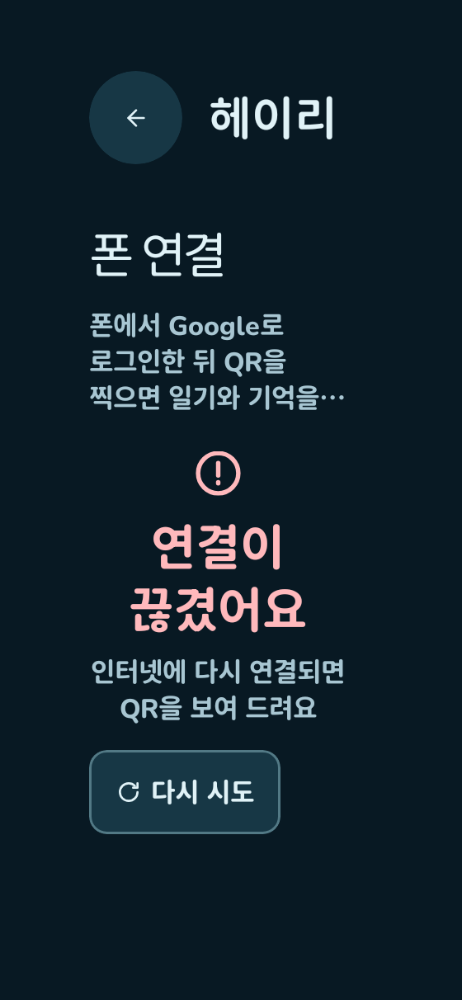 헤이리
폰 연결
폰에서 Google로
로그인한 뒤 QR을
찍으면 일기와 기억을…
연결이
끊겼어요
인터넷에 다시 연결되면
QR을 보여 드려요
다시 시도